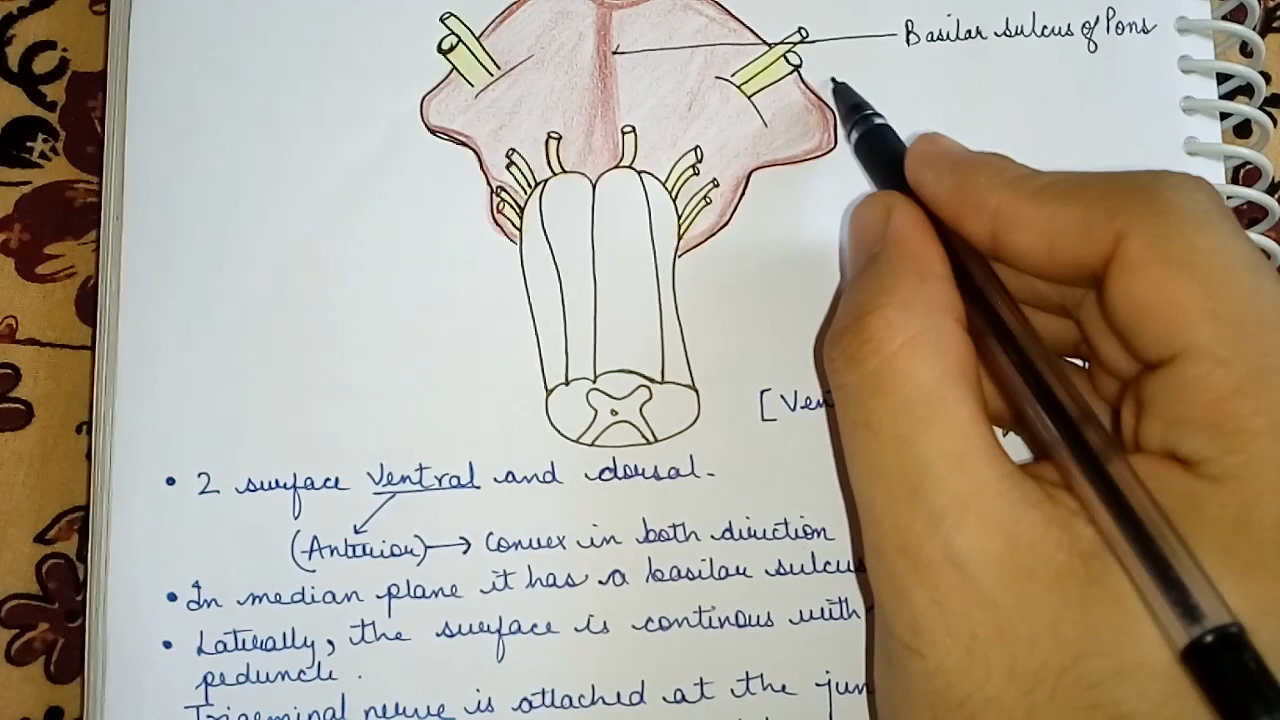 Basilar sulcus of Pons
[Ven
• 2 surface ventral and dorsal.
(Anterior) → Convex in both direction
• In median plane it has a basilar sulcus
• Laterally, the surface is continous with
peduncle.
Trigeminal nerve is attached at the jun